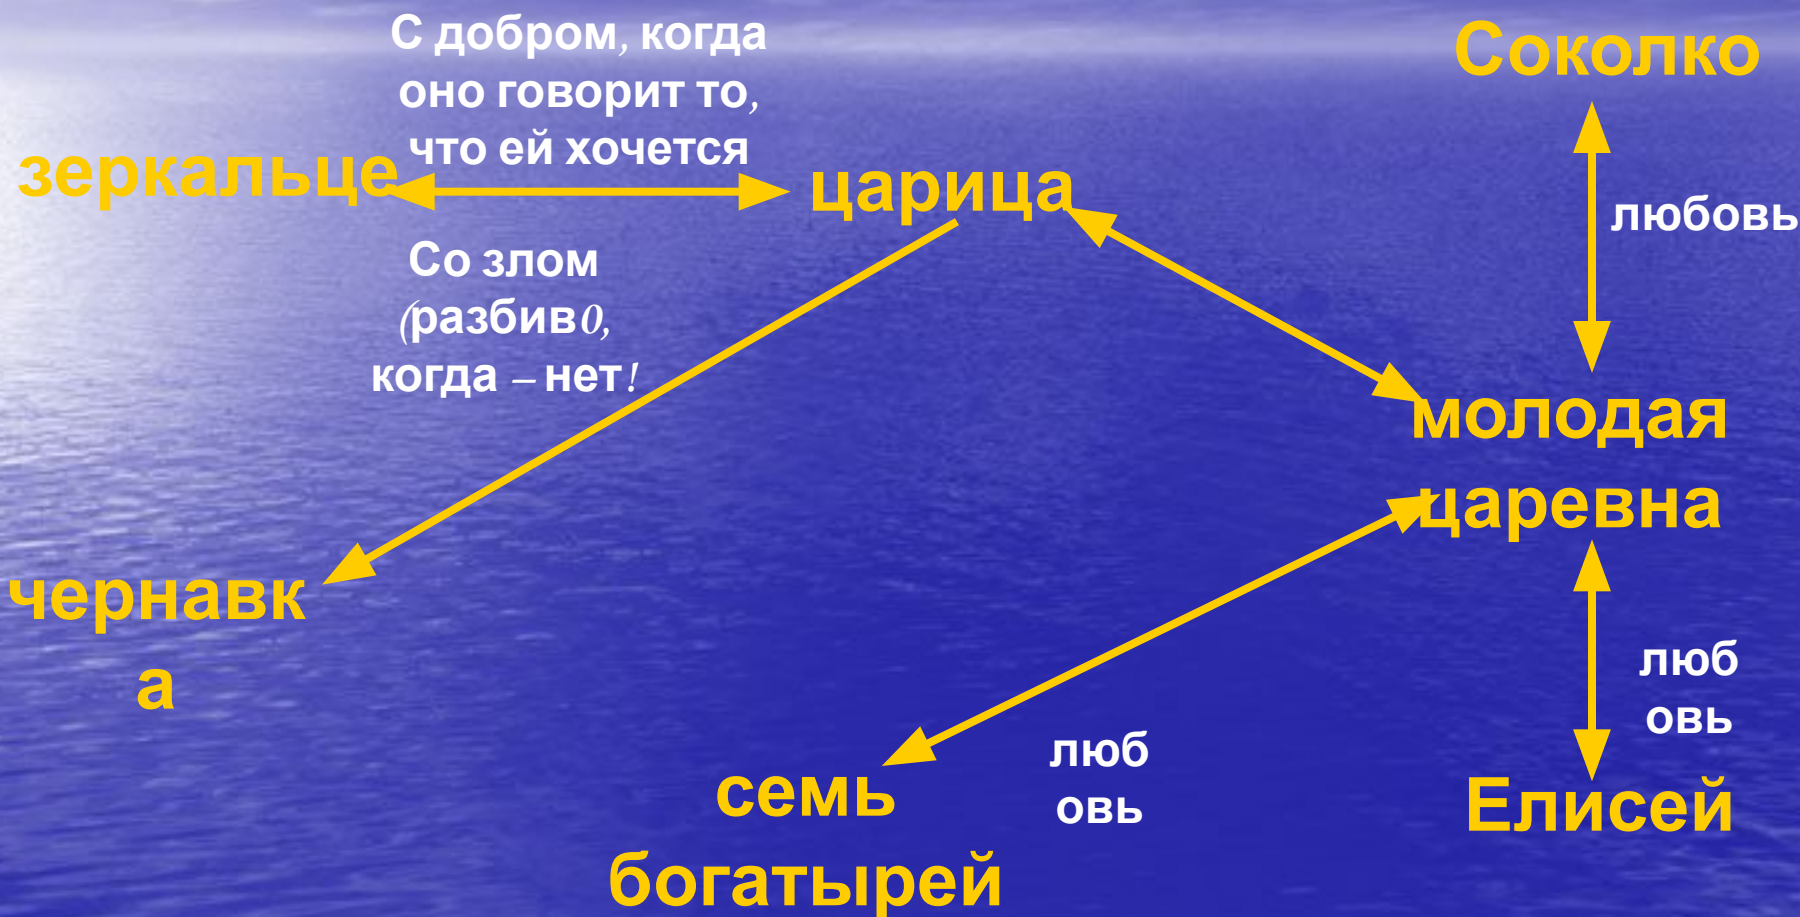 С добром, когда
оно говорит то,
что ей хочется
Соколко
зеркальце
царица
любовь
Со злом
(разбив0,
когда – нет!
молодая
царевна
чернавк
а
люб
овь
люб
овь
семь
богатырей
Елисей